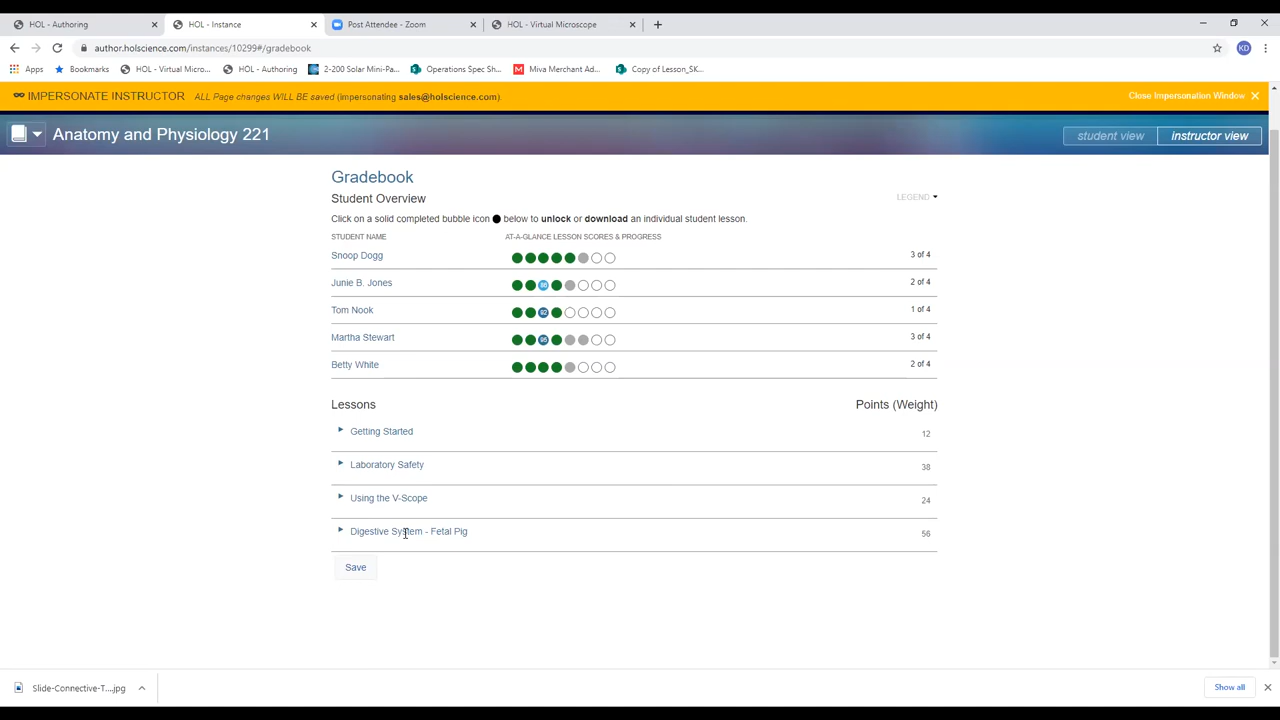 HOL - Authoring
HOL - Instance
Post Attendee - Zoom
HOL - Virtual Microscope
author.holscience.com/instances/10299#/gradebook
KD
Apps
Bookmarks
HOL - Virtual Micro...
HOL - Authoring
2-200 Solar Mini-Pa...
Operations Spec Sh...
Miva Merchant Ad...
Copy of Lesson_SK...
IMPERSONATE INSTRUCTOR ALL Page changes WILL BE saved (impersonating sales@holscience.com).
Close Impersonation Window
Anatomy and Physiology 221
student view
instructor view
Gradebook
Student Overview
LEGEND
Click on a solid completed bubble icon below to unlock or download an individual student lesson.
STUDENT NAME AT-A-GLANCE LESSON SCORES & PROGRESS
Snoop Dogg 3 of 4
Junie B. Jones 2 of 4
Tom Nook 1 of 4
Martha Stewart 3 of 4
Betty White 2 of 4
Lessons Points (Weight)
Getting Started 12
Laboratory Safety 38
Using the V-Scope 24
Digestive System - Fetal Pig 56
Save
Slide-Connective-T....jpg
Show all